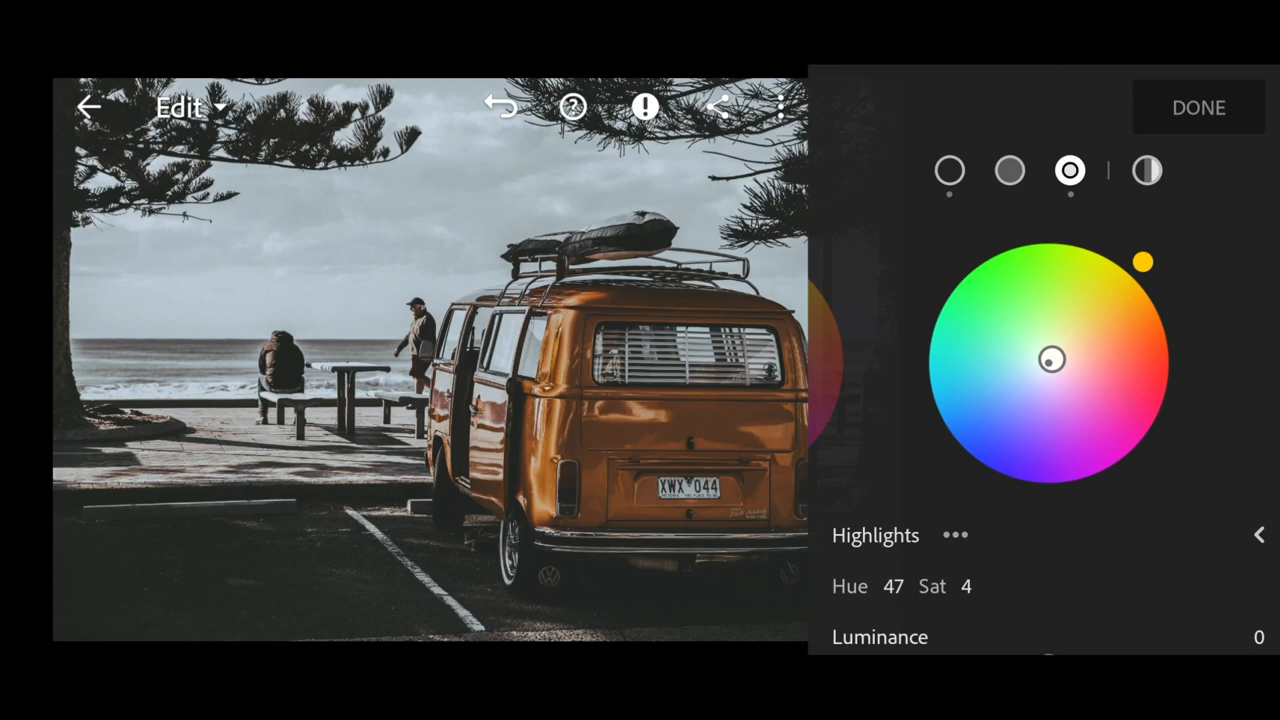 Edit
DONE
XWX 044
Highlights
Hue 47 Sat 4
Luminance 0